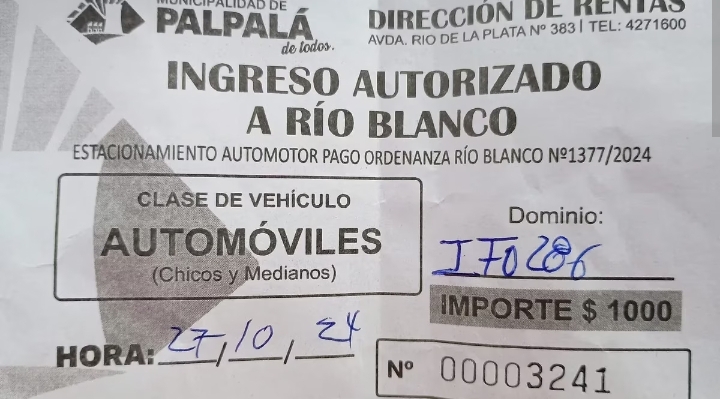 MUNICIPALIDAD DE
PALPALÁ
de todos.
DIRECCIÓN DE RENTAS
AVDA. RIO DE LA PLATA Nº 383 | TEL: 4271600
INGRESO AUTORIZADO
A RÍO BLANCO
ESTACIONAMIENTO AUTOMOTOR PAGO ORDENANZA RÍO BLANCO Nº1377/2024
CLASE DE VEHÍCULO
AUTOMÓVILES
(Chicos y Medianos)
Dominio:
IFO286
IMPORTE $ 1000
HORA: 27/10/24
Nº 00003241